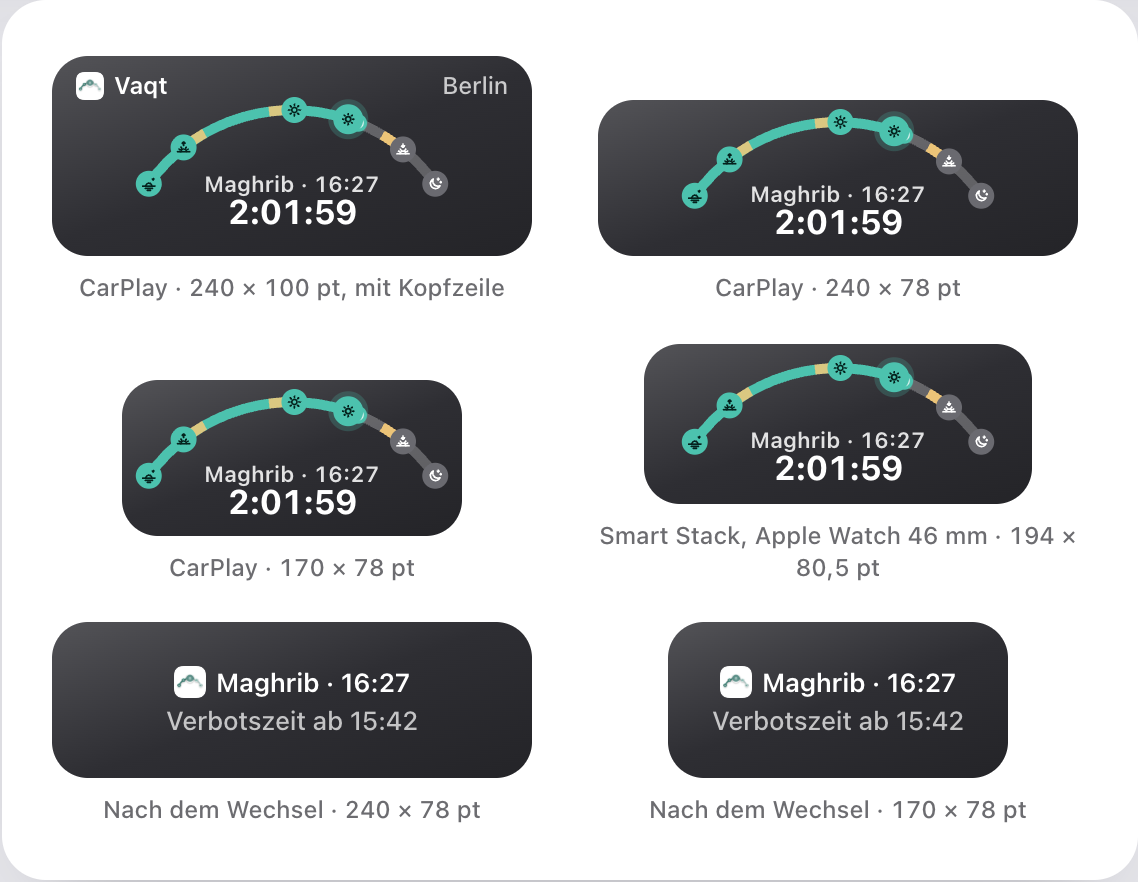 Vaqt
Berlin
Maghrib · 16:27
2:01:59
CarPlay · 240 × 100 pt, mit Kopfzeile
Maghrib · 16:27
2:01:59
CarPlay · 240 × 78 pt
Maghrib · 16:27
2:01:59
CarPlay · 170 × 78 pt
Maghrib · 16:27
2:01:59
Smart Stack, Apple Watch 46 mm · 194 ×
80,5 pt
Maghrib · 16:27
Verbotszeit ab 15:42
Nach dem Wechsel · 240 × 78 pt
Maghrib · 16:27
Verbotszeit ab 15:42
Nach dem Wechsel · 170 × 78 pt